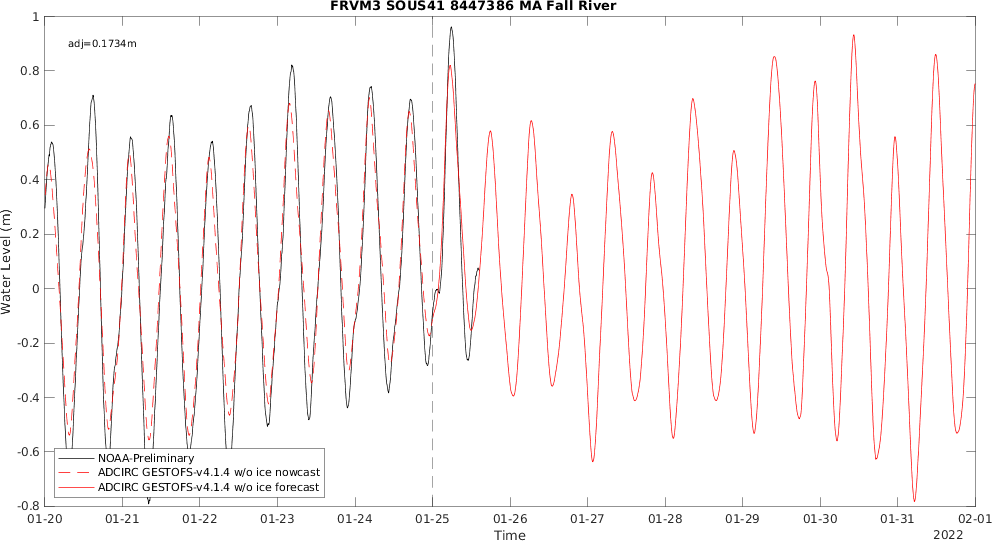 FRVM3 SOUS41 8447386 MA Fall River
adj=0.1734m
1
0.8
0.6
0.4
0.2
0
-0.2
-0.4
-0.6
-0.8
Water Level (m)
NOAA-Preliminary
ADCIRC GESTOFS-v4.1.4 w/o ice nowcast
ADCIRC GESTOFS-v4.1.4 w/o ice forecast
01-20 01-21 01-22 01-23 01-24 01-25 01-26 01-27 01-28 01-29 01-30 01-31 02-01
Time
2022